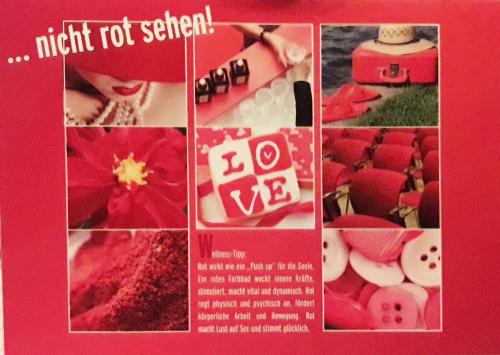 ... nicht rot sehen!
LO
VE
Wellness-Tipp:
Rot wirkt wie ein „Push up" für die Seele.
Ein rotes Farbbad weckt innere Kräfte,
stimuliert, macht vital und dynamisch. Rot
regt physisch und psychisch an, fördert
körperliche Arbeit und Bewegung. Rot
macht Lust auf Sex und stimmt glücklich.